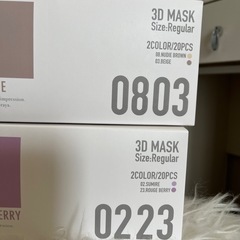 3D MASK
Size:Regular
2COLOR/20PCS
08.NUDIE BROWN
03.BEIGE
0803
E
3D MASK
Size:Regular
2COLOR/20PCS
02.SUMIRE
23.ROUGE BERRY
ERRY
0223